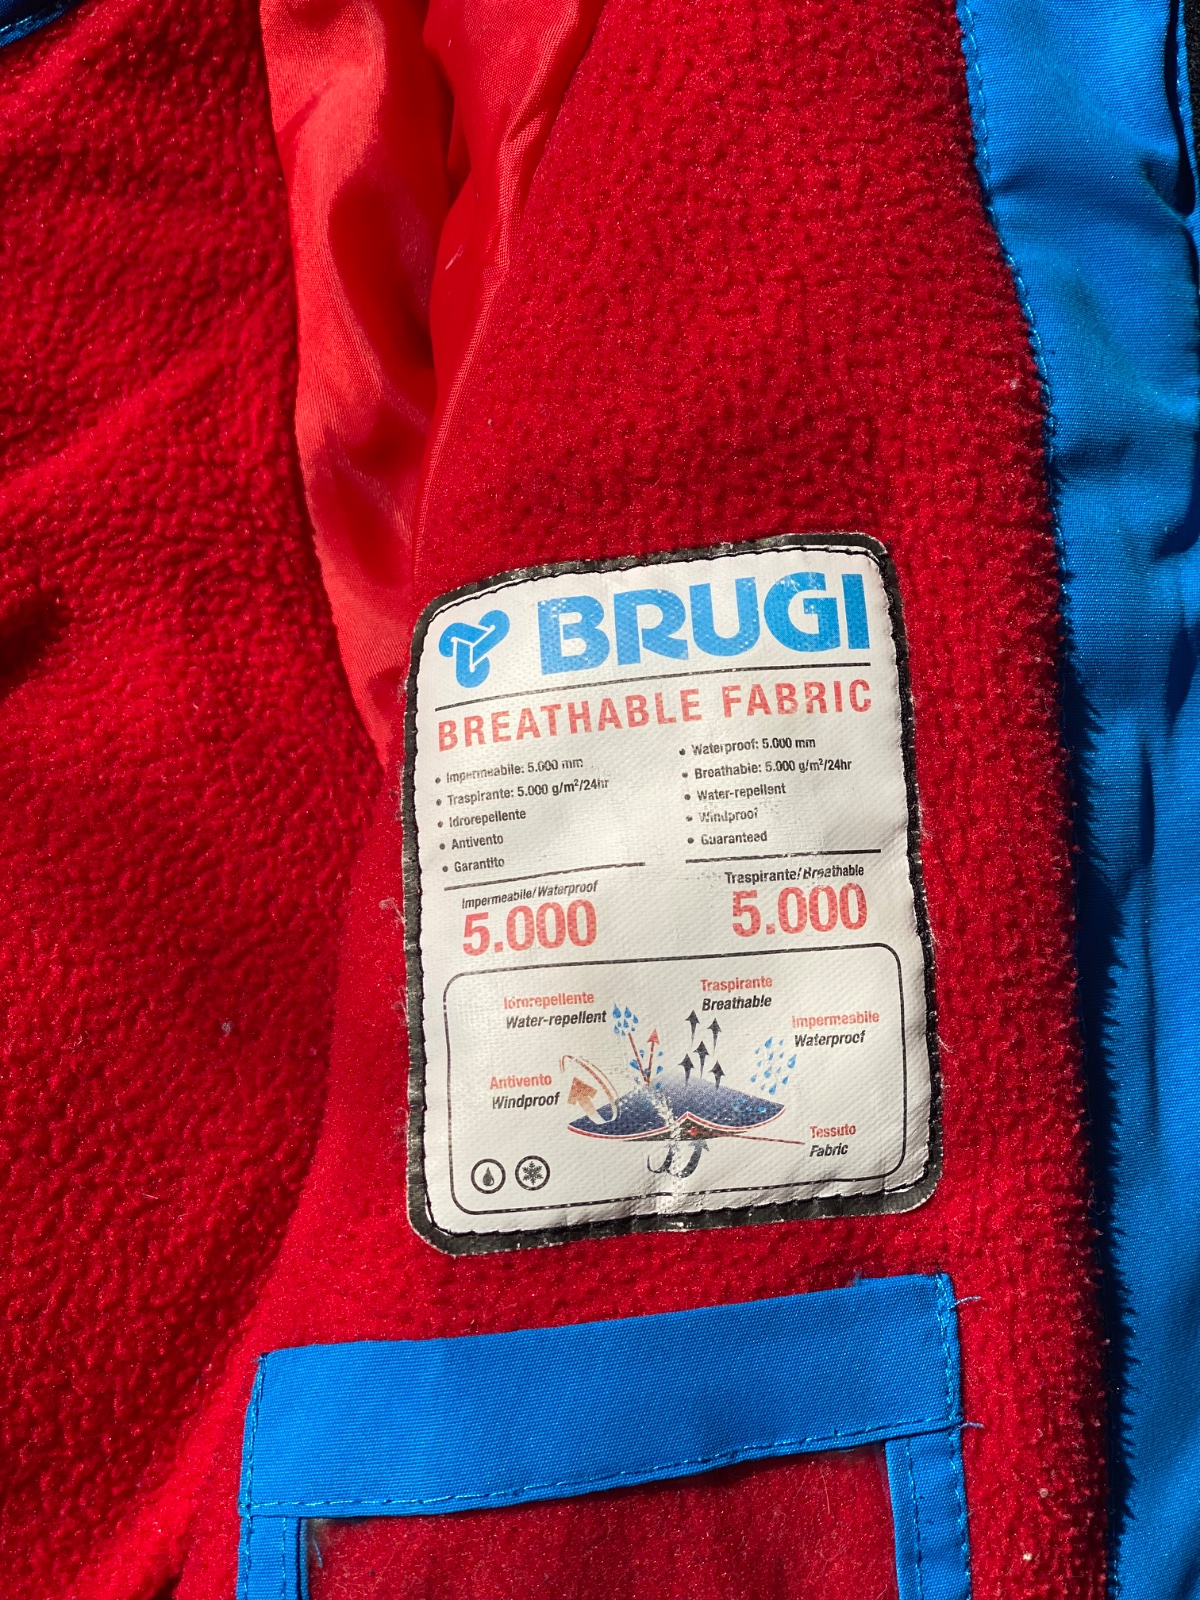 BRUGI
BREATHABLE FABRIC
• Impermeabile: 5.000 mm
• Traspirante: 5.000 g/m²/24hr
• Idrorepellente
• Antivento
• Garantito
• Waterproof: 5.000 mm
• Breathable: 5.000 g/m²/24hr
• Water-repellent
• Windproof
• Guaranteed
Impermeabile/Waterproof
5.000
Traspirante/Breathable
5.000
Idrorepellente
Water-repellent
Traspirante
Breathable
Impermeabile
Waterproof
Antivento
Windproof
Tessuto
Fabric